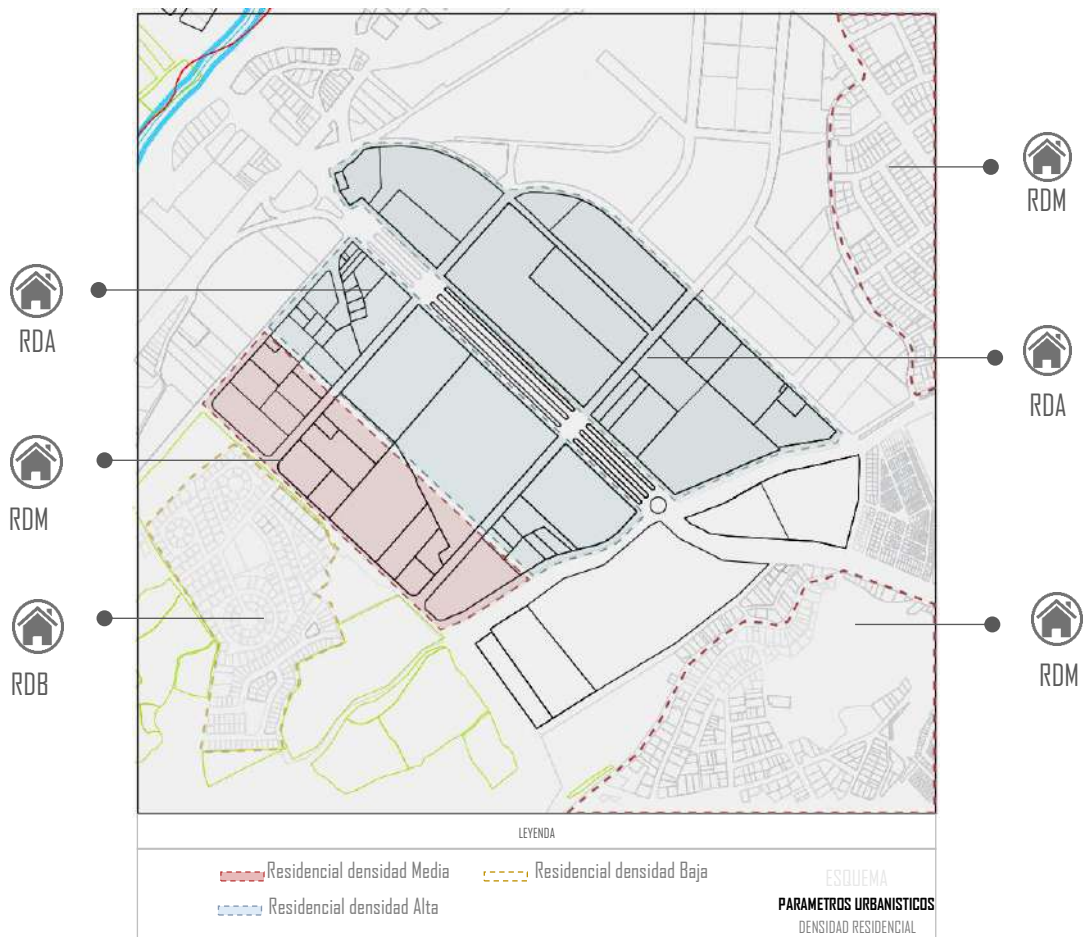 RDM
RDA
RDA
RDM
RDB
RDM
LEYENDA
Residencial densidad Media
Residencial densidad Baja
Residencial densidad Alta
ESQUEMA
PARAMETROS URBANISTICOS
DENSIDAD RESIDENCIAL